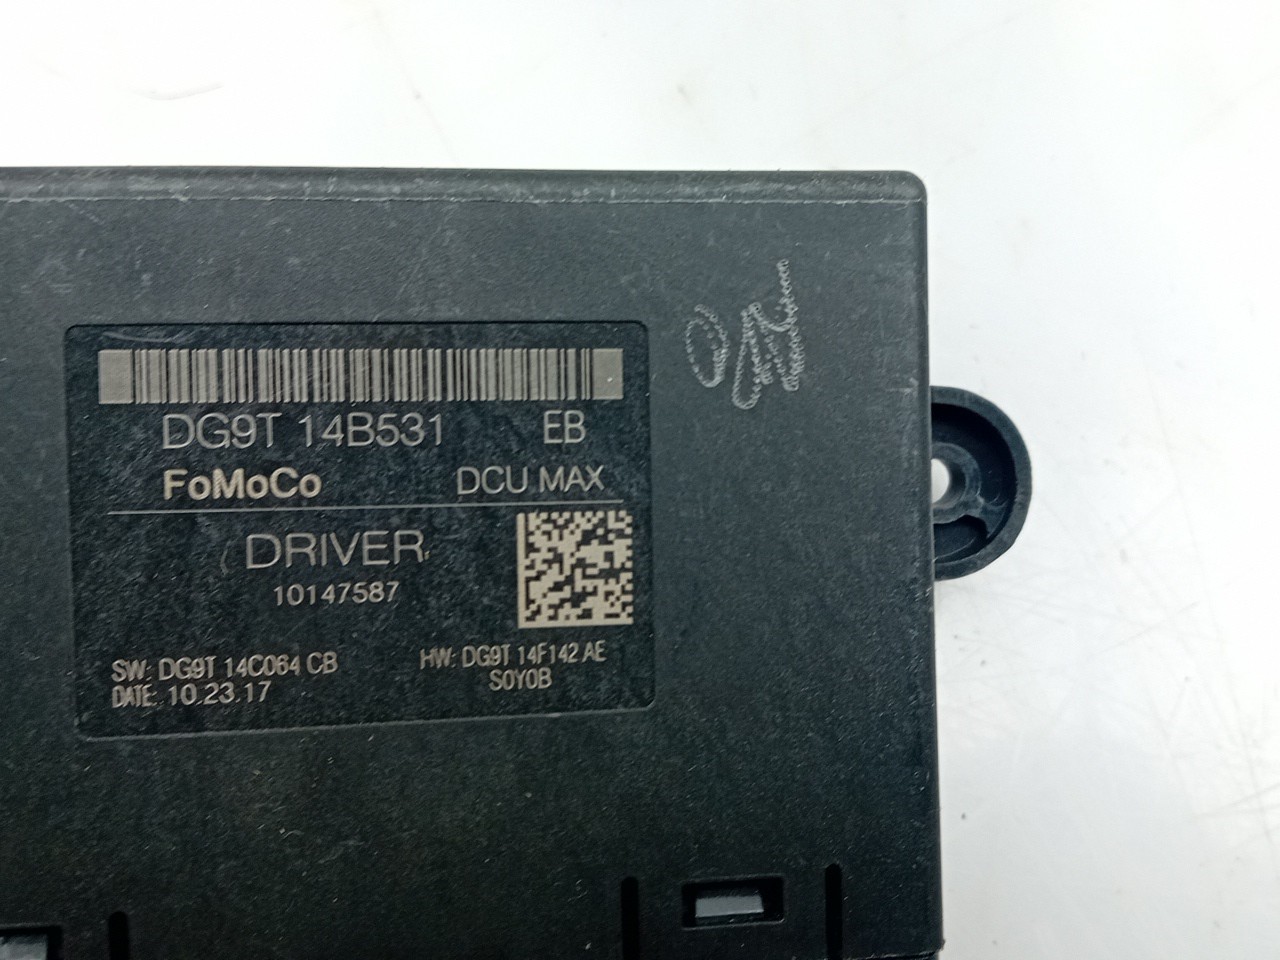 DG9T 14B531 EB
FoMoCo DCU MAX
DRIVER
10147587
SW: DG9T 14C064 CB HW: DG9T 14F142 AE
DATE: 10.23.17 S0Y0B